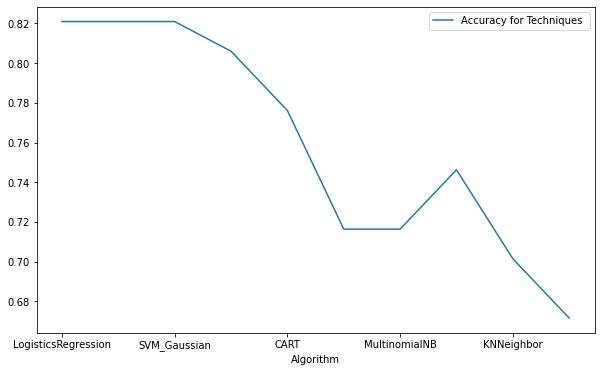 Accuracy for Techniques
0.82
0.80
0.78
0.76
0.74
0.72
0.70
0.68
LogisticsRegression SVM_Gaussian CART MultinomialNB KNNeighbor
Algorithm